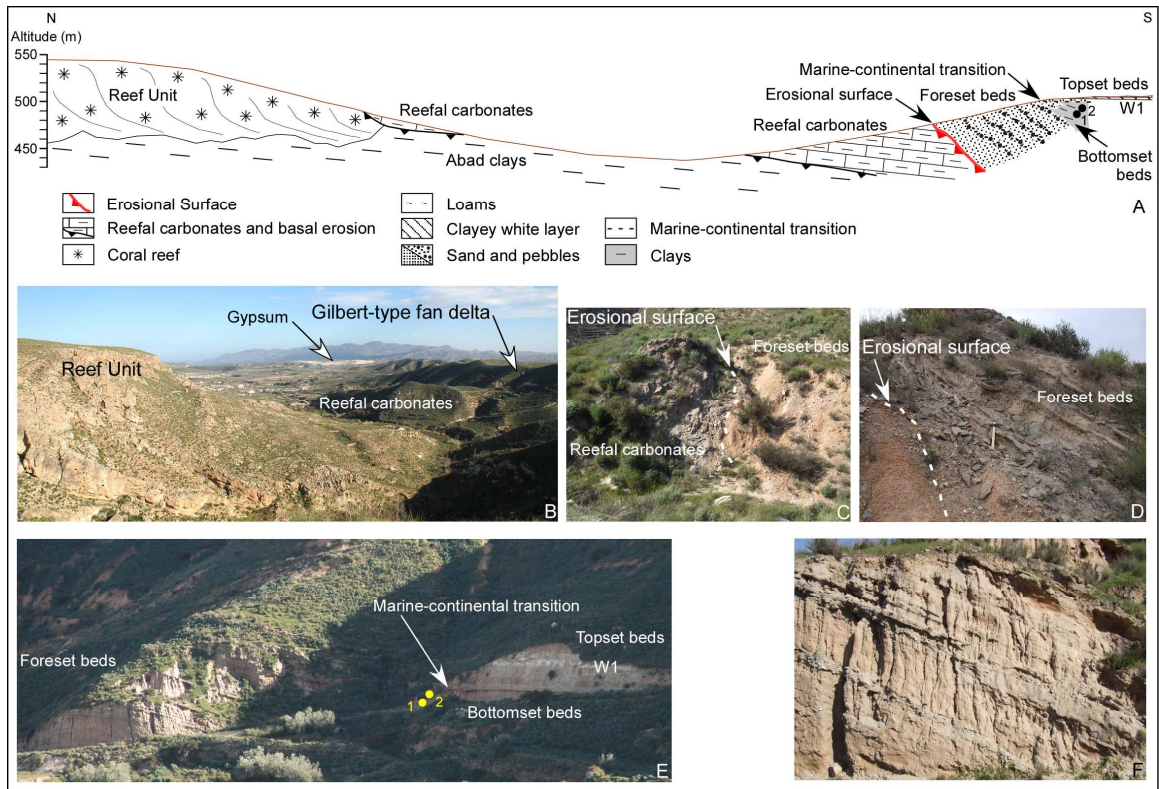 N
S
Altitude (m)
550
500
450
Reef Unit
Reefal carbonates
Abad clays
Marine-continental transition
Topset beds
Erosional surface
Foreset beds
W1
Reefal carbonates
2
1
Bottomset
beds
A
Erosional Surface
Loams
Reefal carbonates and basal erosion
Clayey white layer
Marine-continental transition
Coral reef
Sand and pebbles
Clays
Gypsum
Gilbert-type fan delta
Reef Unit
Reefal carbonates
B
Erosional surface
Foreset beds
Reefal carbonates
C
Erosional surface
Foreset beds
D
Marine-continental transition
Topset beds
Foreset beds
W1
1
2
Bottomset beds
E
F